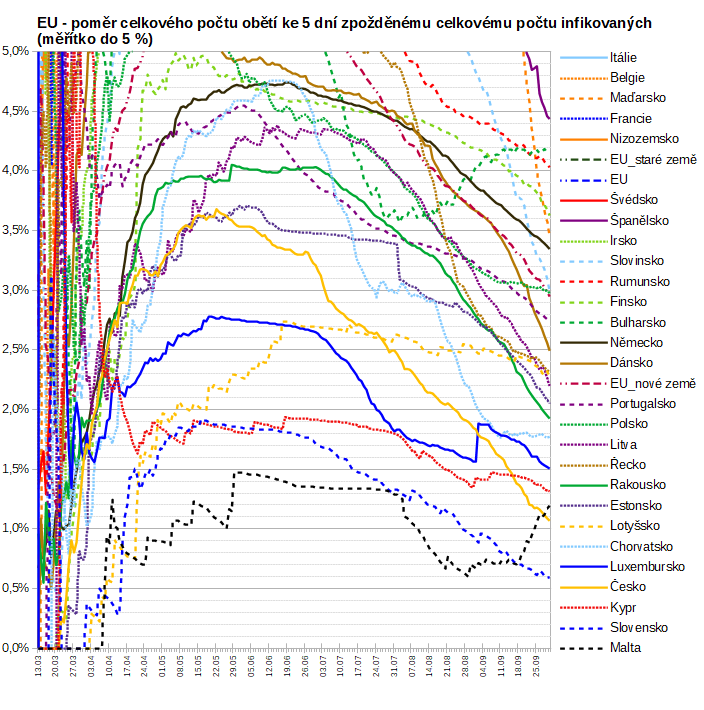 EU - poměr celkového počtu obětí ke 5 dní zpožděnému celkovému počtu infikovaných
(měřítko do 5 %)
5,0%
4,5%
4,0%
3,5%
3,0%
2,5%
2,0%
1,5%
1,0%
0,5%
0,0%
13.03
20.03
27.03
03.04
10.04
17.04
24.04
01.05
08.05
15.05
22.05
29.05
05.06
12.06
19.06
26.06
03.07
10.07
17.07
24.07
31.07
07.08
14.08
21.08
28.08
04.09
11.09
18.09
25.09
Itálie
Belgie
Maďarsko
Francie
Nizozemsko
EU_staré země
EU
Švédsko
Španělsko
Irsko
Slovinsko
Rumunsko
Finsko
Bulharsko
Německo
Dánsko
EU_nové země
Portugalsko
Polsko
Litva
Řecko
Rakousko
Estonsko
Lotyšsko
Chorvatsko
Luxembursko
Česko
Kypr
Slovensko
Malta